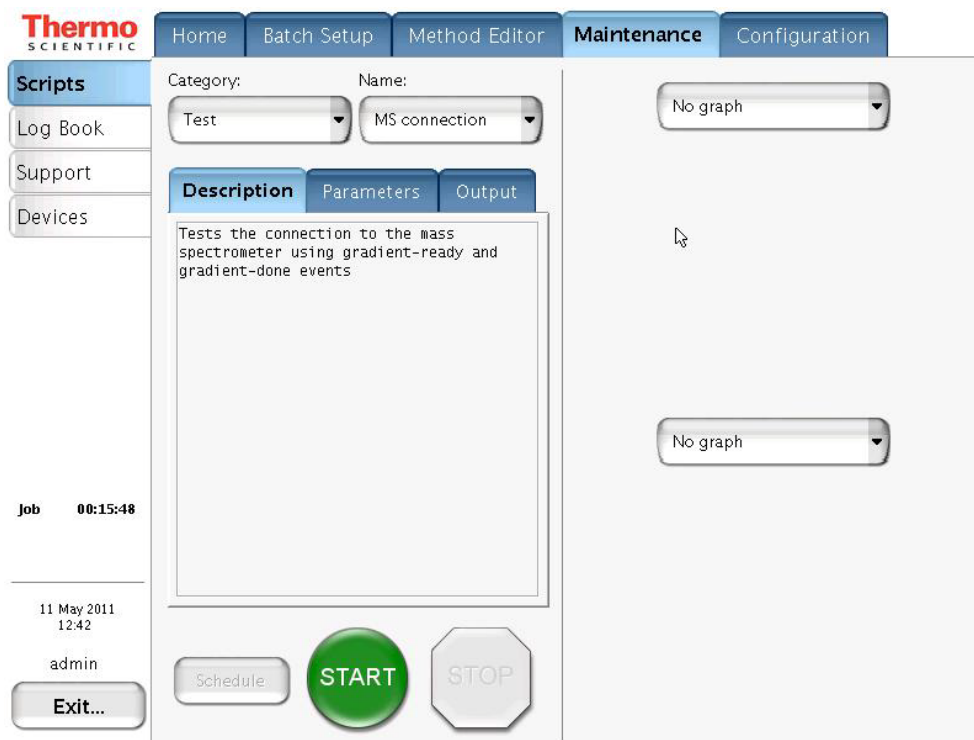 Thermo
SCIENTIFIC
Home
Batch Setup
Method Editor
Maintenance
Configuration
Scripts
Log Book
Support
Devices
Category:
Name:
Test
MS connection
No graph
Description
Parameters
Output
Tests the connection to the mass
spectrometer using gradient-ready and
gradient-done events
No graph
Job 00:15:48
11 May 2011
12:42
admin
Exit...
Schedule
START
STOP